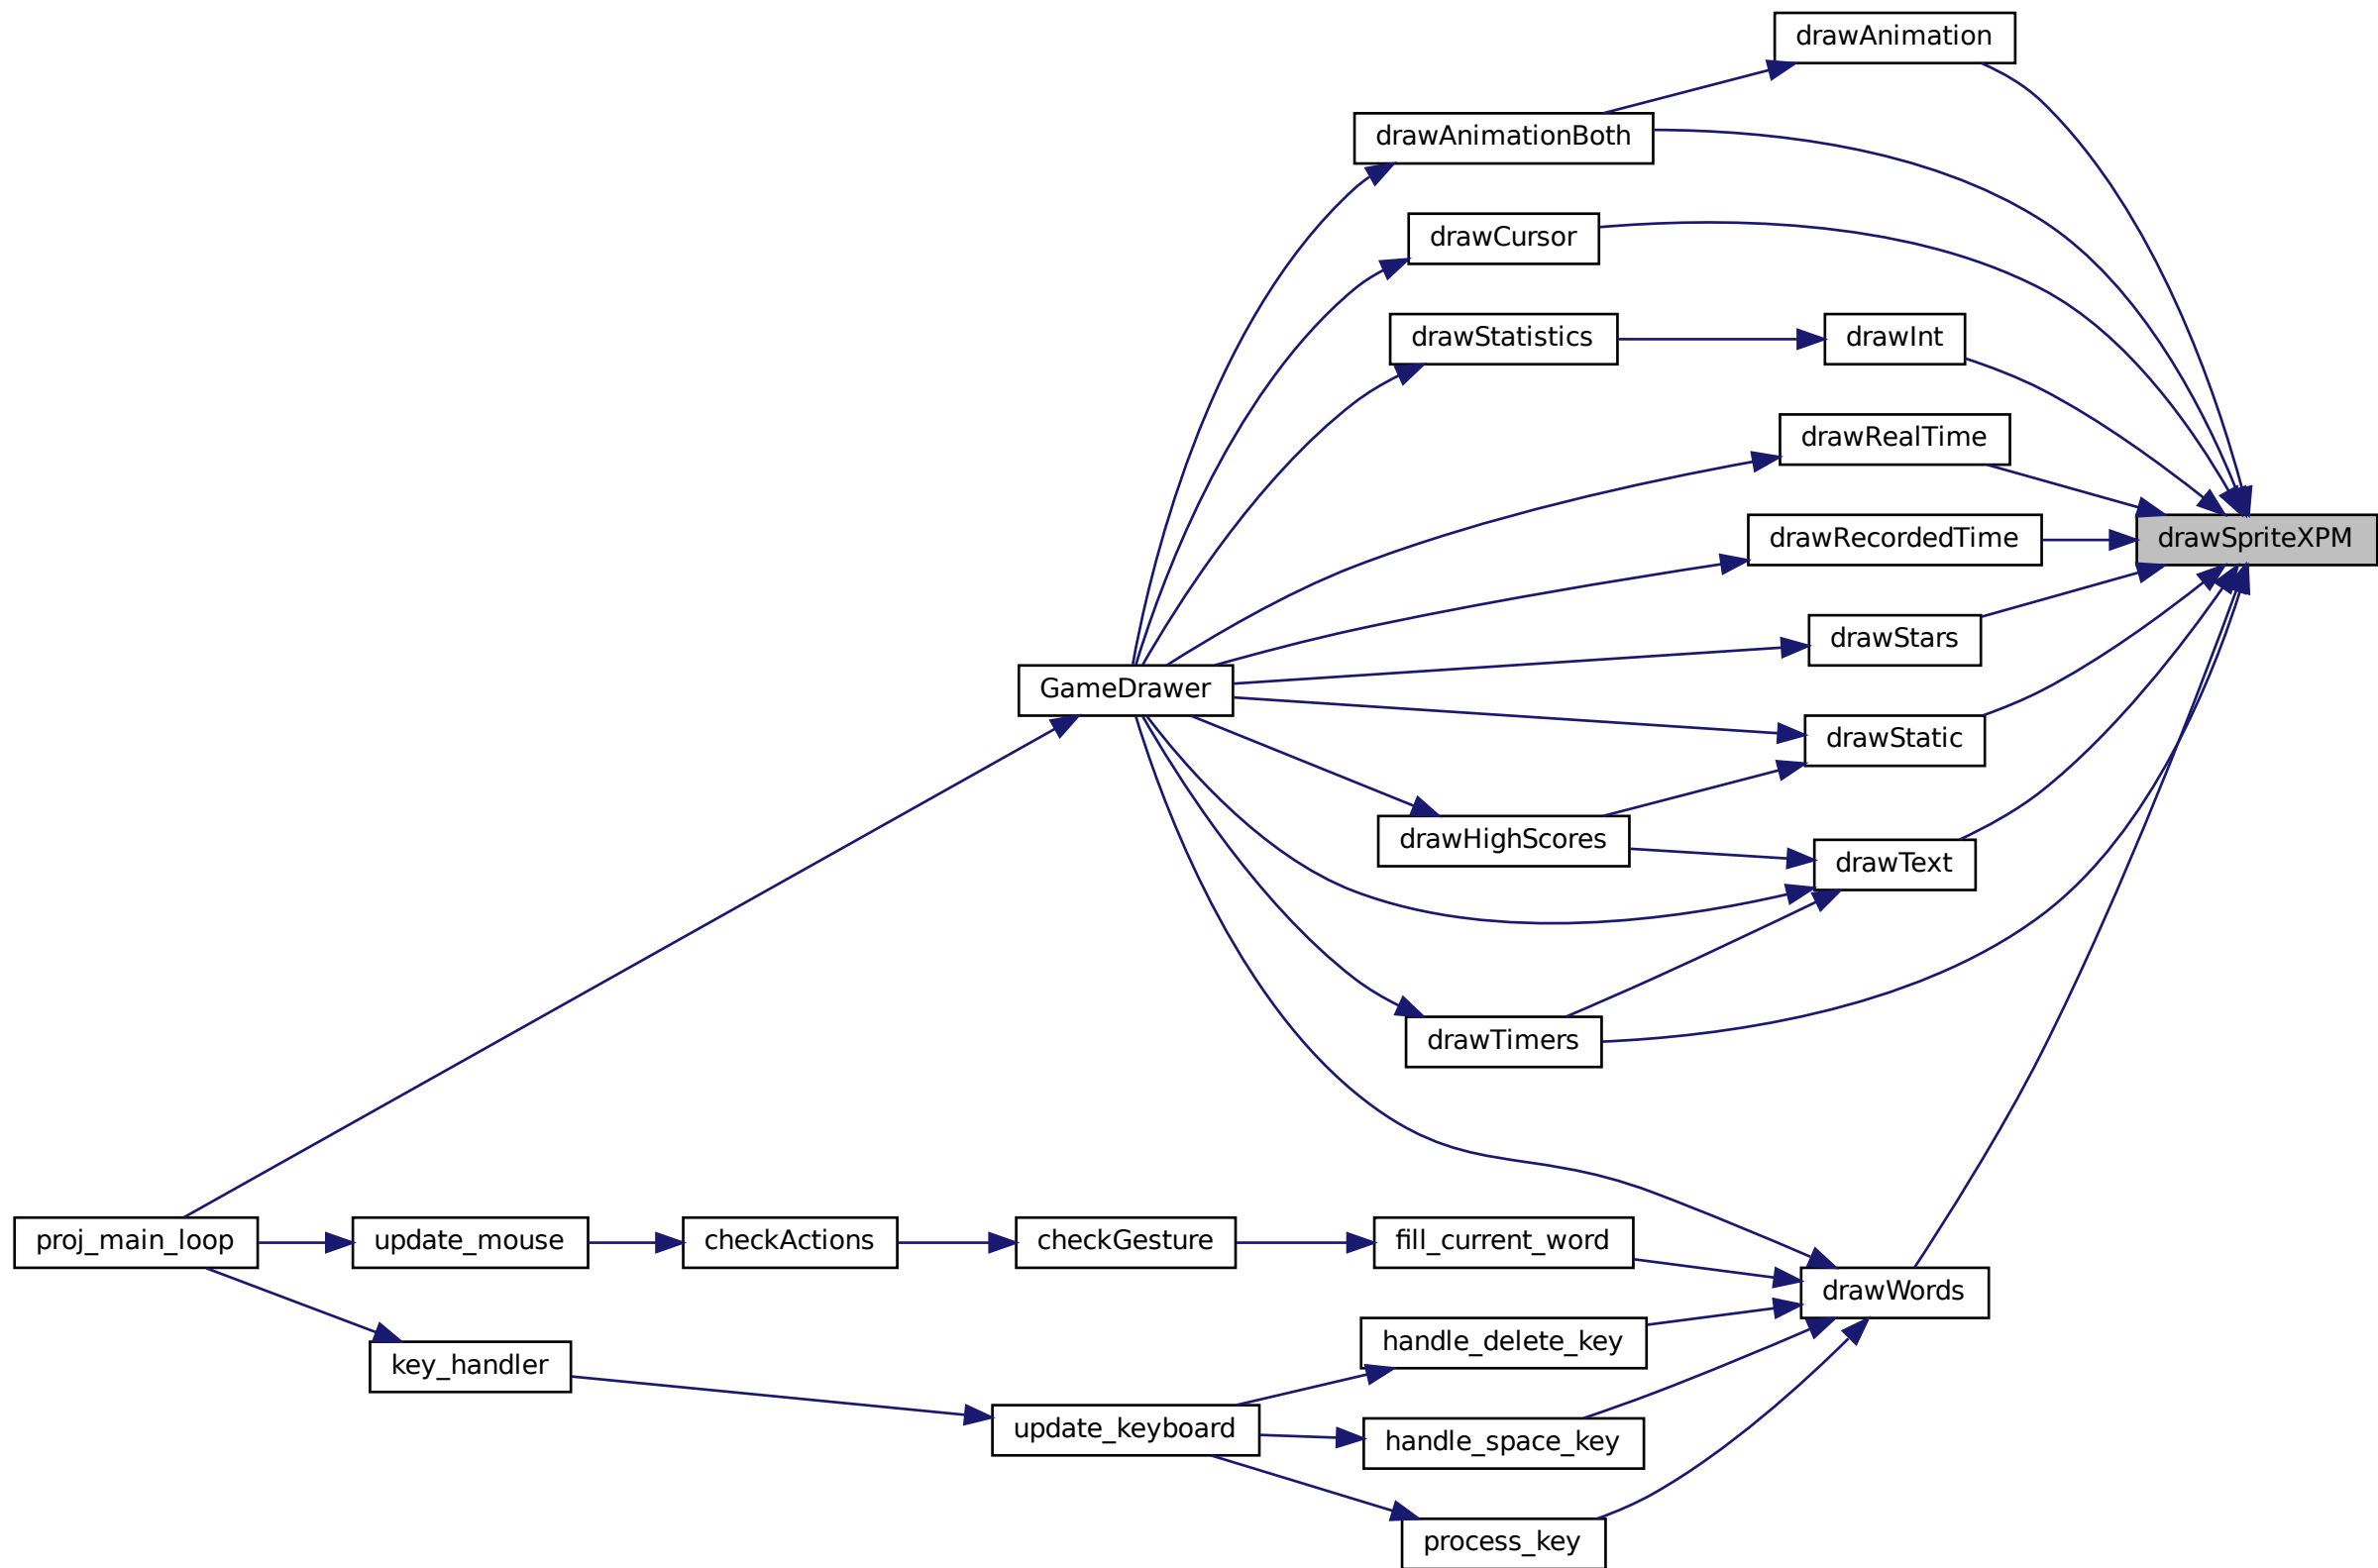 drawAnimation
drawAnimationBoth
drawCursor
drawStatistics
drawInt
drawRealTime
drawRecordedTime
drawSpriteXPM
drawStars
GameDrawer
drawStatic
drawHighScores
drawText
drawTimers
proj_main_loop
update_mouse
checkActions
checkGesture
fill_current_word
drawWords
handle_delete_key
key_handler
update_keyboard
handle_space_key
process_key